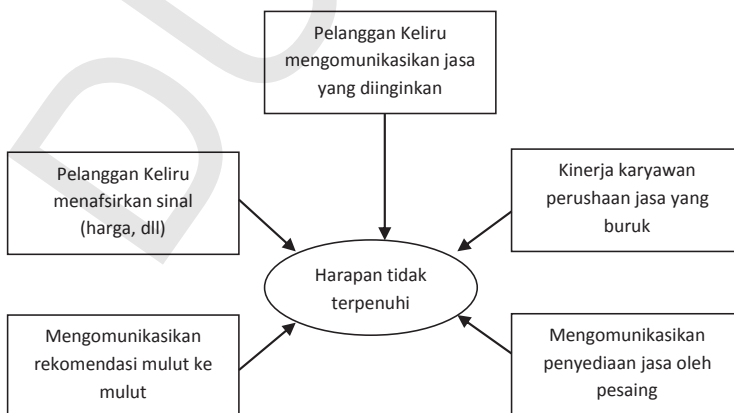 Pelanggan Keliru
mengomunikasikan jasa
yang diinginkan
Pelanggan Keliru
menafsirkan sinal
(harga, dll)
Kinerja karyawan
perushaan jasa yang
buruk
Harapan tidak
terpenuhi
Mengomunikasikan
rekomendasi mulut ke
mulut
Mengomunikasikan
penyediaan jasa oleh
pesaing